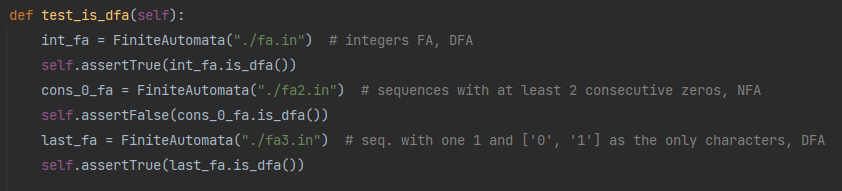 def test_is_dfa(self):
    int_fa = FiniteAutomata("./fa.in")  # integers FA, DFA
    self.assertTrue(int_fa.is_dfa())
    cons_0_fa = FiniteAutomata("./fa2.in")  # sequences with at least 2 consecutive zeros, NFA
    self.assertFalse(cons_0_fa.is_dfa())
    last_fa = FiniteAutomata("./fa3.in")  # seq. with one 1 and ['0', '1'] as the only characters, DFA
    self.assertTrue(last_fa.is_dfa())